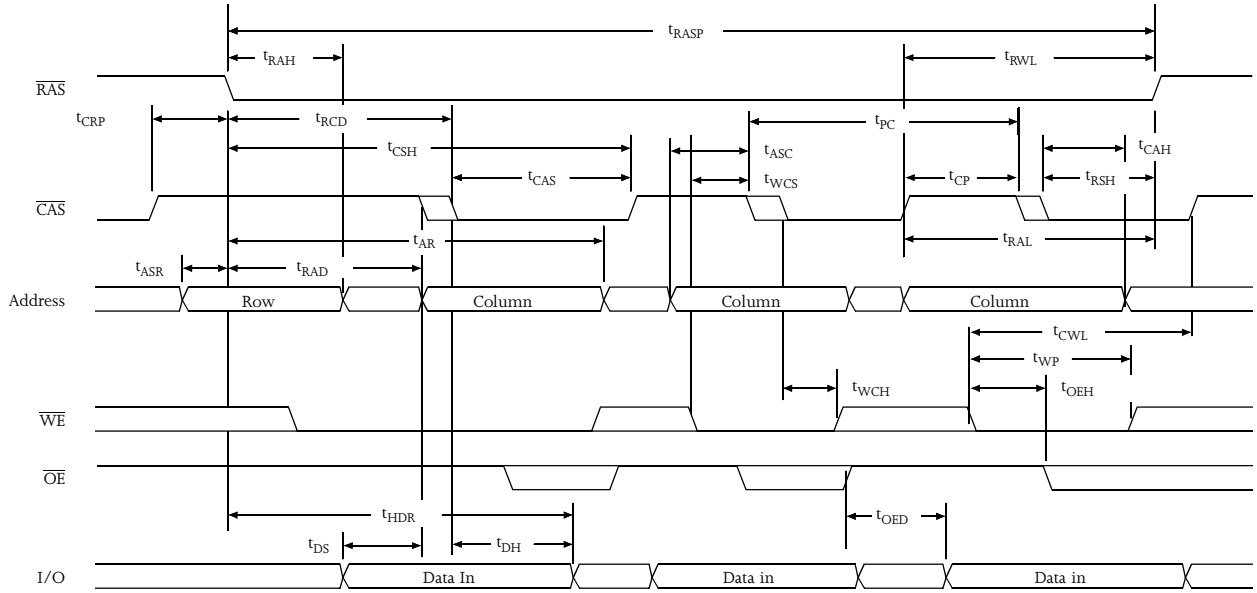 tRASP
tRAH
tRWL
RAS
tCRP
tRCD
tPC
tCSH
tASC
tCAH
tCAS
tWCS
tCP
tRSH
CAS
tAR
tRAL
tASR
tRAD
Address
Row
Column
Column
Column
tCWL
tWP
tWCH
tOEH
WE
OE
tHDR
tOED
tDS
tDH
I/O
Data In
Data in
Data in